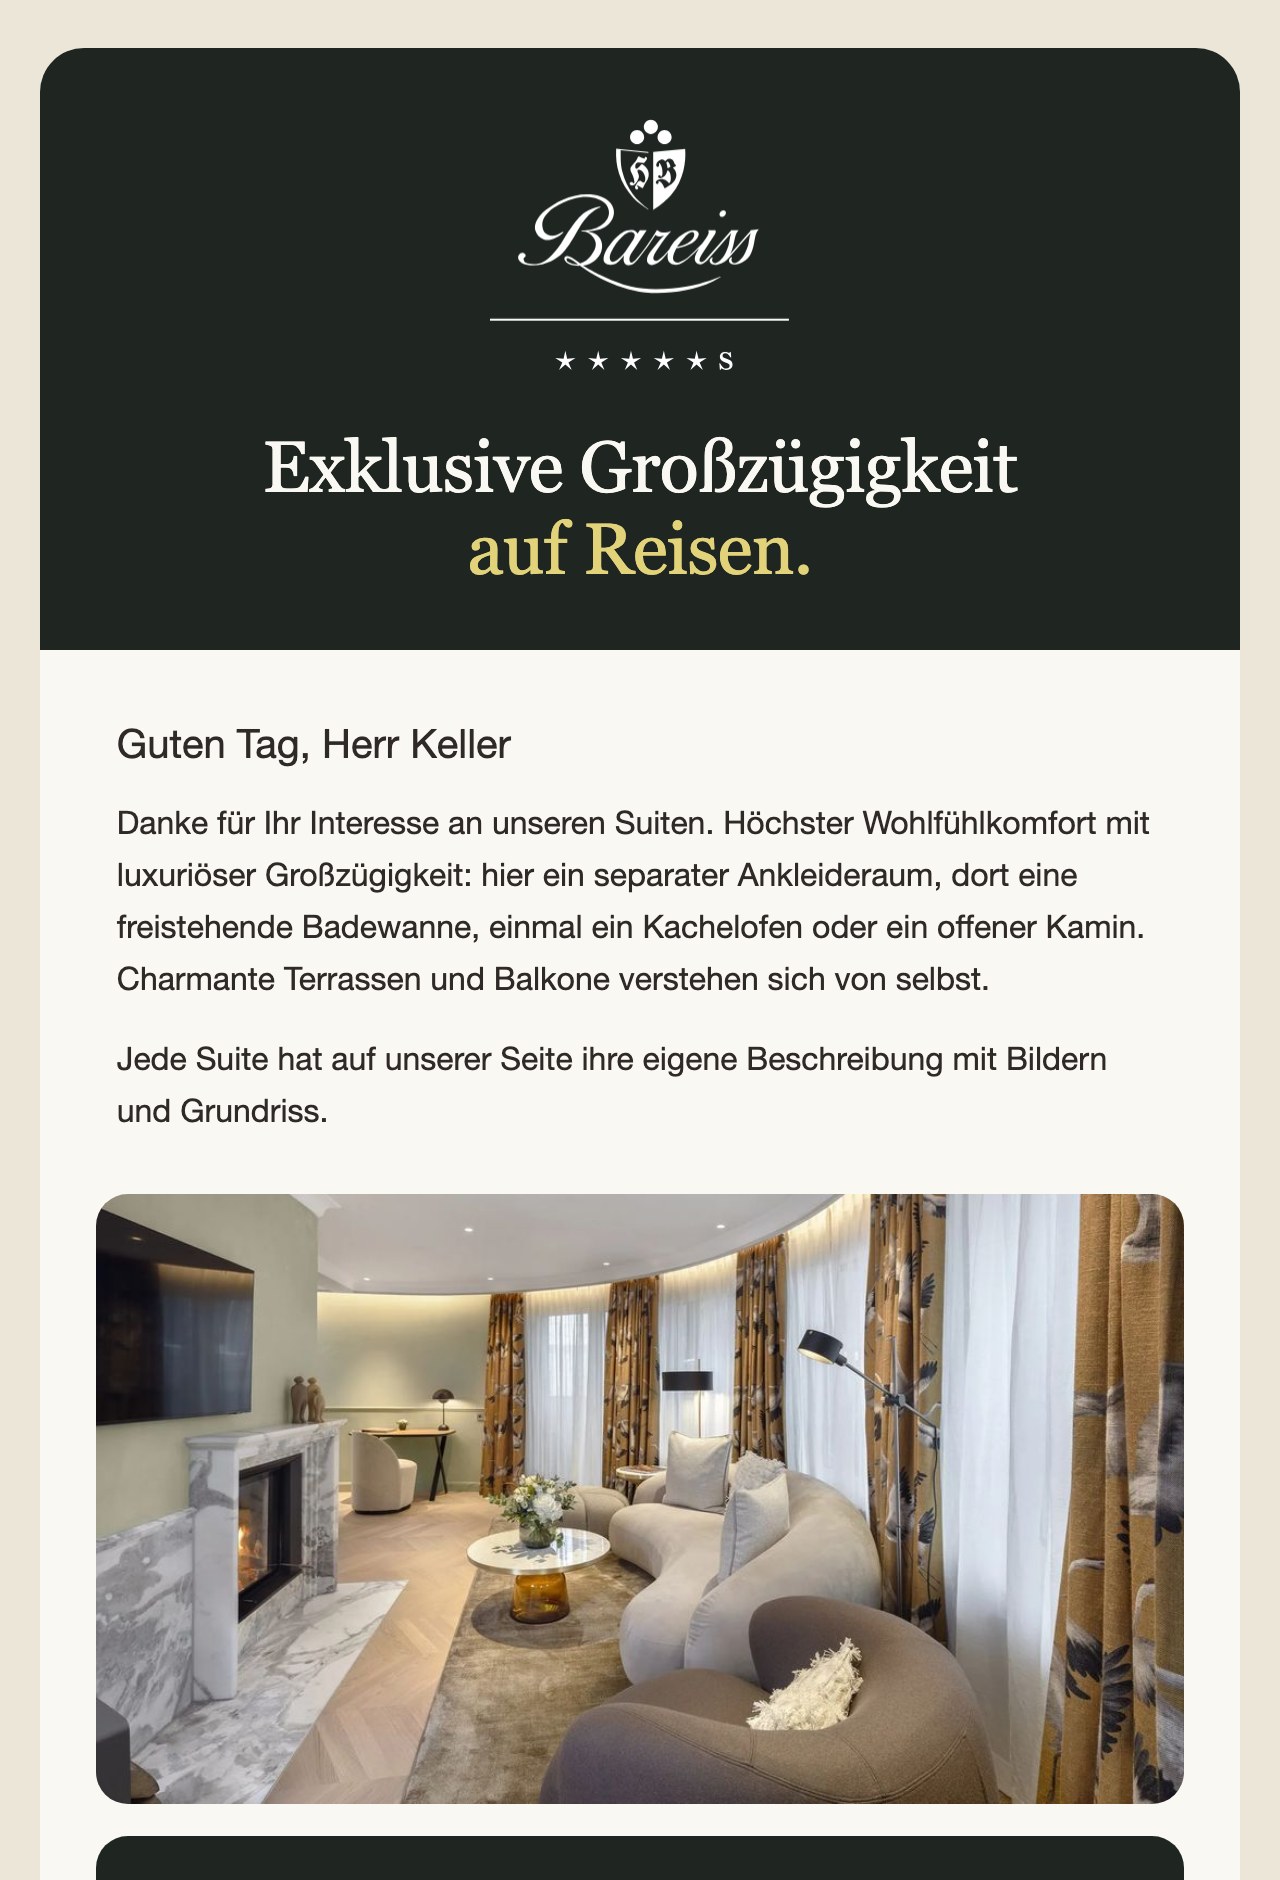 HB
Bareiss
★ ★ ★ ★ ★ S
Exklusive Großzügigkeit
auf Reisen.
Guten Tag, Herr Keller
Danke für Ihr Interesse an unseren Suiten. Höchster Wohlfühlkomfort mit
luxuriöser Großzügigkeit: hier ein separater Ankleideraum, dort eine
freistehende Badewanne, einmal ein Kachelofen oder ein offener Kamin.
Charmante Terrassen und Balkone verstehen sich von selbst.
Jede Suite hat auf unserer Seite ihre eigene Beschreibung mit Bildern
und Grundriss.